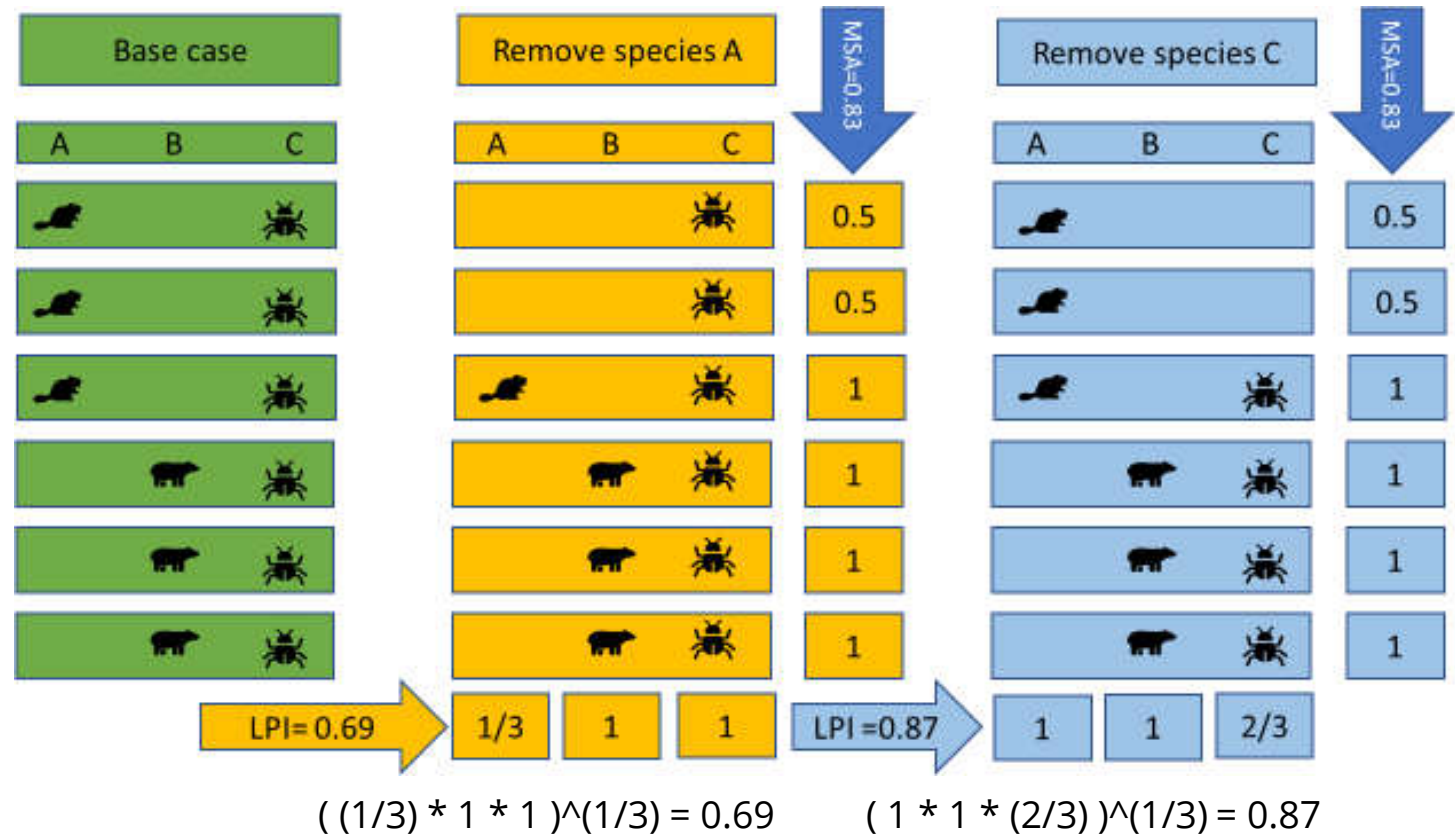 Base case
Remove species A
MSA=0.83
Remove species C
MSA=0.83
A B C
A B C
A B C
0.5
0.5
0.5
0.5
1
1
1
1
1
1
1
1
LPI= 0.69
1/3 1 1
LPI =0.87
1 1 2/3
( (1/3) * 1 * 1 )^(1/3) = 0.69
( 1 * 1 * (2/3) )^(1/3) = 0.87